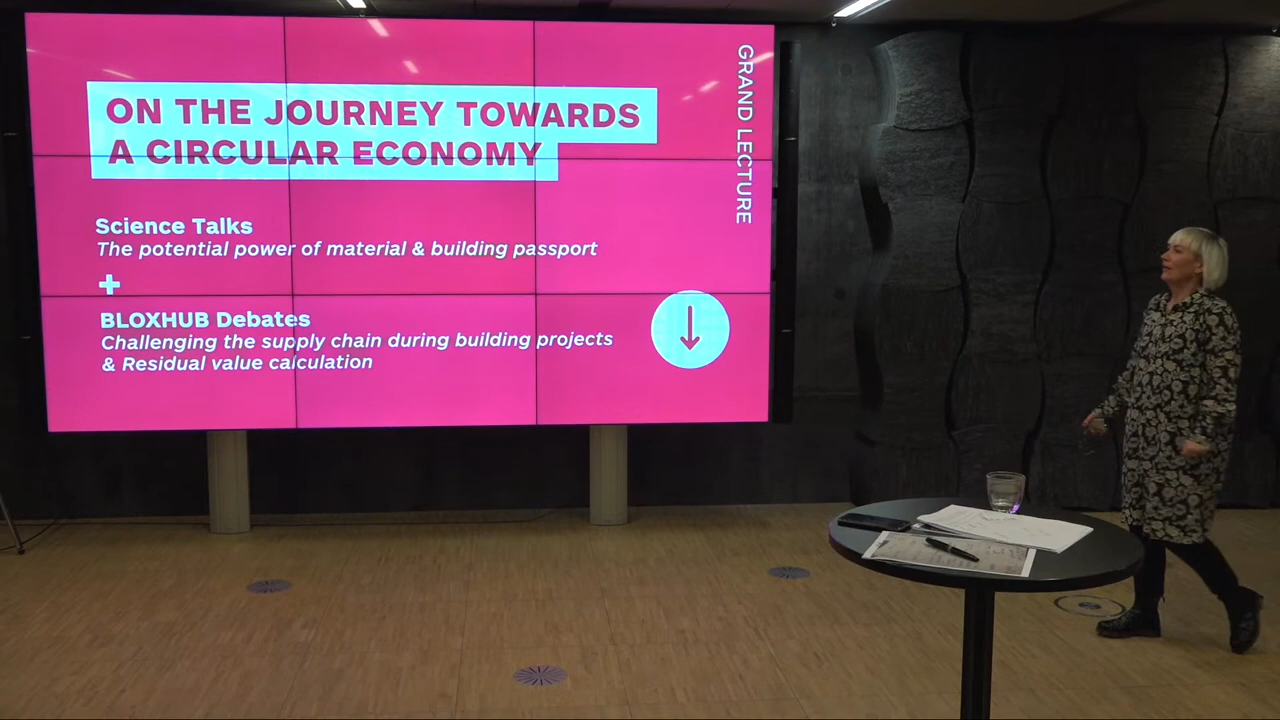 ON THE JOURNEY TOWARDS
A CIRCULAR ECONOMY
Science Talks
The potential power of material & building passport
+
BLOXHUB Debates
Challenging the supply chain during building projects
& Residual value calculation
GRAND LECTURE